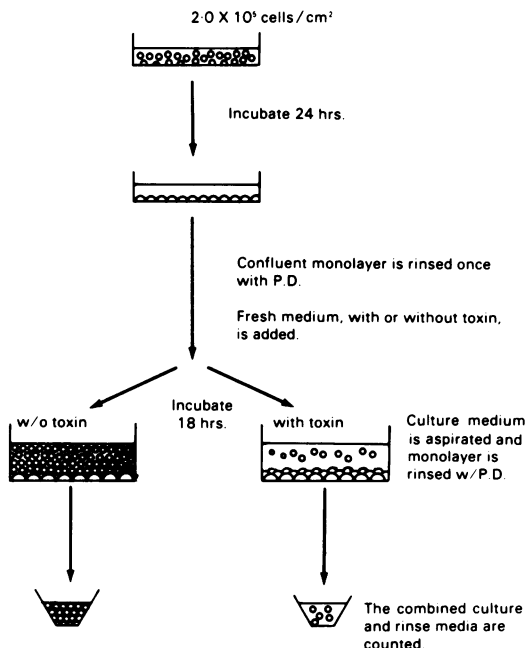 2·0 X 10⁵ cells/cm²
Incubate 24 hrs.
Confluent monolayer is rinsed once
with P.D.
Fresh medium, with or without toxin,
is added.
w/o toxin
Incubate
18 hrs.
with toxin
Culture medium
is aspirated and
monolayer is
rinsed w/P.D.
The combined culture
and rinse media are
counted.